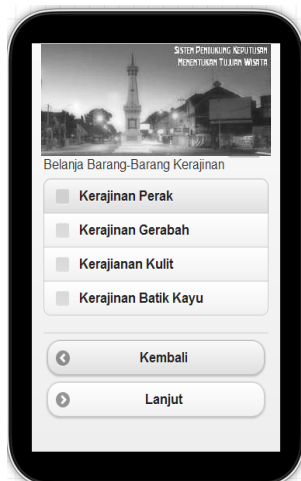 SISTEM PENDUKUNG KEPUTUSAN
MENENTUKAN TUJUAN WISATA
Belanja Barang-Barang Kerajinan
Kerajinan Perak
Kerajinan Gerabah
Kerajianan Kulit
Kerajinan Batik Kayu
Kembali
Lanjut